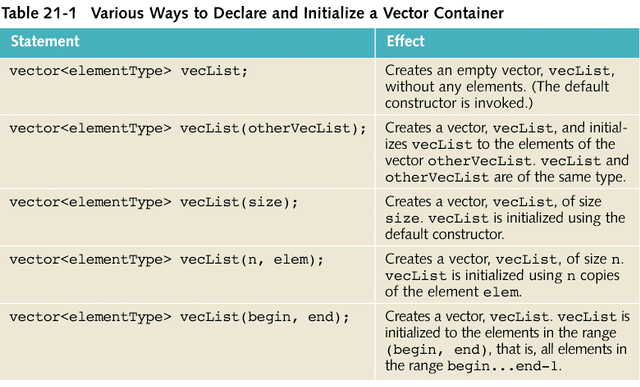 Table 21-1 Various Ways to Declare and Initialize a Vector Container
Statement
Effect
vector<elementType> vecList;
Creates an empty vector, vecList,
without any elements. (The default
constructor is invoked.)
vector<elementType> vecList(otherVecList);
Creates a vector, vecList, and initial-
izes vecList to the elements of the
vector otherVecList. vecList and
otherVecList are of the same type.
vector<elementType> vecList(size);
Creates a vector, vecList, of size
size. vecList is initialized using the
default constructor.
vector<elementType> vecList(n, elem);
Creates a vector, vecList, of size n.
vecList is initialized using n copies
of the element elem.
vector<elementType> vecList(begin, end);
Creates a vector, vecList. vecList is
initialized to the elements in the range
(begin, end), that is, all elements in
the range begin...end-1.